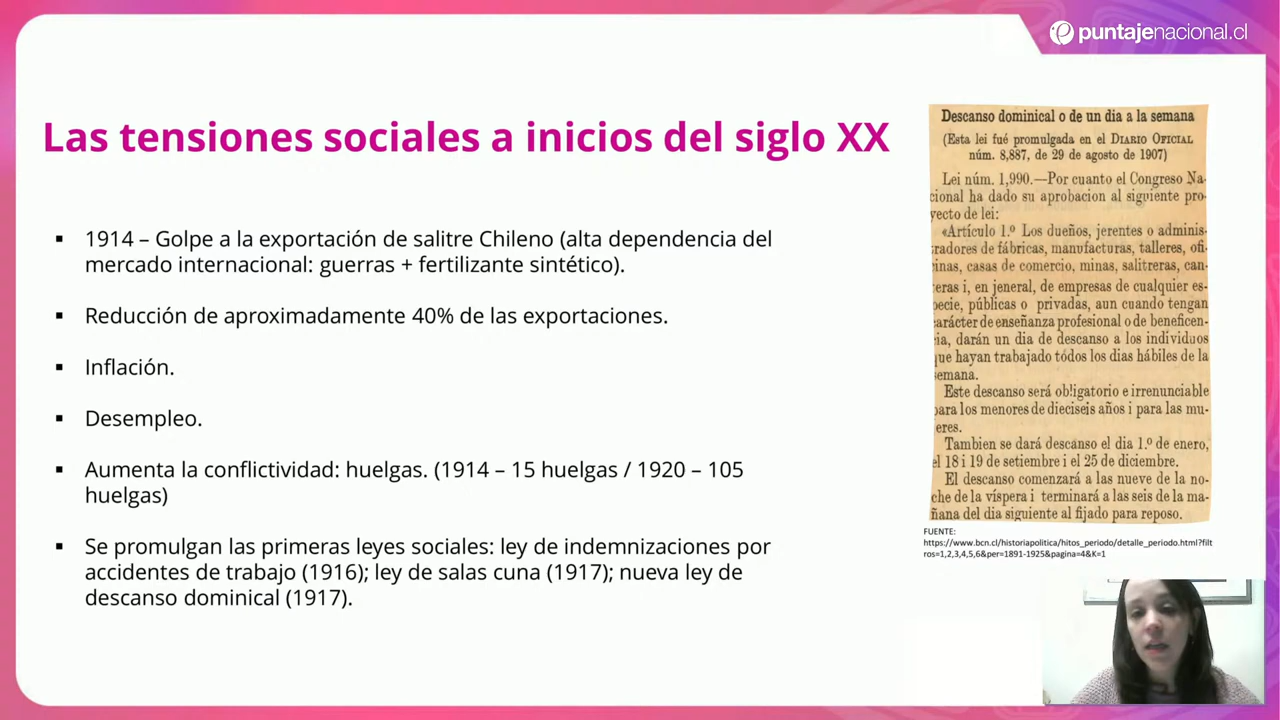 puntajenacional.cl
Las tensiones sociales a inicios del siglo XX
▪ 1914 – Golpe a la exportación de salitre Chileno (alta dependencia del
mercado internacional: guerras + fertilizante sintético).
▪ Reducción de aproximadamente 40% de las exportaciones.
▪ Inflación.
▪ Desempleo.
▪ Aumenta la conflictividad: huelgas. (1914 – 15 huelgas / 1920 – 105
huelgas)
▪ Se promulgan las primeras leyes sociales: ley de indemnizaciones por
accidentes de trabajo (1916); ley de salas cuna (1917); nueva ley de
descanso dominical (1917).
Descanso dominical o de un dia a la semana
(Esta lei fué promulgada en el DIARIO OFICIAL
núm. 8,887, de 29 de agosto de 1907)
Lei núm. 1,990.—Por cuanto el Congreso Na-
cional ha dado su aprobacion al siguiente pro-
yecto de lei:
«Artículo 1.º Los dueños, jerentes o adminis-
radores de fábricas, manufacturas, talleres, ofi-
inas, casas de comercio, minas, salitreras, can-
eras i, en jeneral, de empresas de cualquier es-
pecie, públicas o privadas, aun cuando tengan
carácter de enseñanza profesional o de beneficen-
ia, darán un dia de descanso a los individuos
que hayan trabajado tódos los dias hábiles de la
semana.
Este descanso será obligatorio e irrenunciable
para los menores de dieciseis años i para las mu-
eres.
Tambien se dará descanso el dia 1.º de enero,
el 18 i 19 de setiembre i el 25 de diciembre.
El descanso comenzará a las nueve de la no-
che de la víspera i terminará a las seis de la ma-
ñana del dia siguiente al fijado para reposo.
FUENTE:
https://www.bcn.cl/historiapolitica/hitos_periodo/detalle_periodo.html?filt
ros=1,2,3,4,5,6&per=1891-1925&pagina=4&K=1